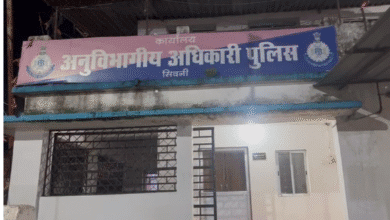 कार्यालय
अनुविभागीय अधिकारी पुलिस
सिवनी